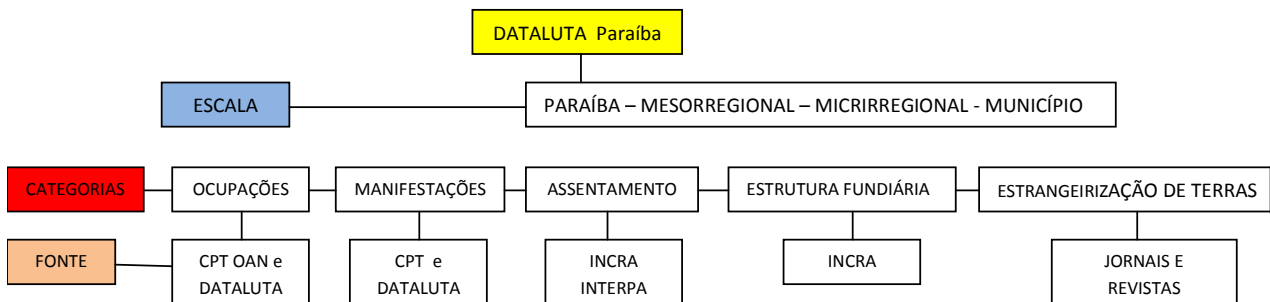 DATALUTA Paraíba
ESCALA
PARAÍBA – MESORREGIONAL – MICRIRREGIONAL - MUNICÍPIO
CATEGORIAS
OCUPAÇÕES
MANIFESTAÇÕES
ASSENTAMENTO
ESTRUTURA FUNDIÁRIA
ESTRANGEIRIZAÇÃO DE TERRAS
FONTE
CPT OAN e
DATALUTA
CPT e
DATALUTA
INCRA
INTERPA
INCRA
JORNAIS E
REVISTAS